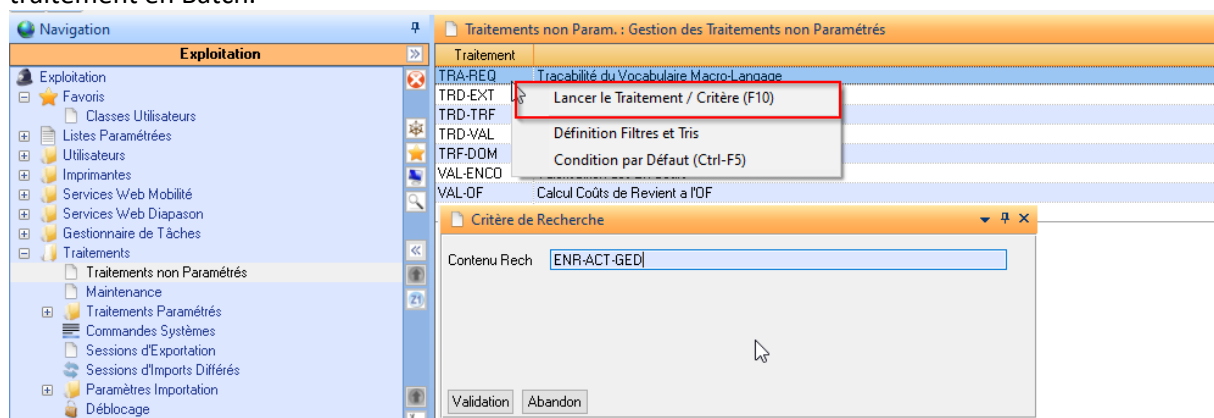 traitement en Batch.
Navigation
Exploitation
Exploitation
Favoris
Classes Utilisateurs
Listes Paramétrées
Utilisateurs
Imprimantes
Services Web Mobilité
Services Web Diapason
Gestionnaire de Tâches
Traitements
Traitements non Paramétrés
Maintenance
Traitements Paramétrés
Commandes Systèmes
Sessions d'Exportation
Sessions d'Imports Différés
Paramètres Importation
Déblocage
Traitements non Param. : Gestion des Traitements non Paramétrés
Traitement
TRA-REQ Tracabilité du Vocabulaire Macro-Langage
TRD-EXT
TRD-TRF
TRD-VAL
TRF-DOM
VAL-ENCO
VAL-OF Calcul Coûts de Revient a l'OF
Lancer le Traitement / Critère (F10)
Définition Filtres et Tris
Condition par Défaut (Ctrl-F5)
Critère de Recherche
Contenu Rech ENR-ACT-GED
Validation Abandon